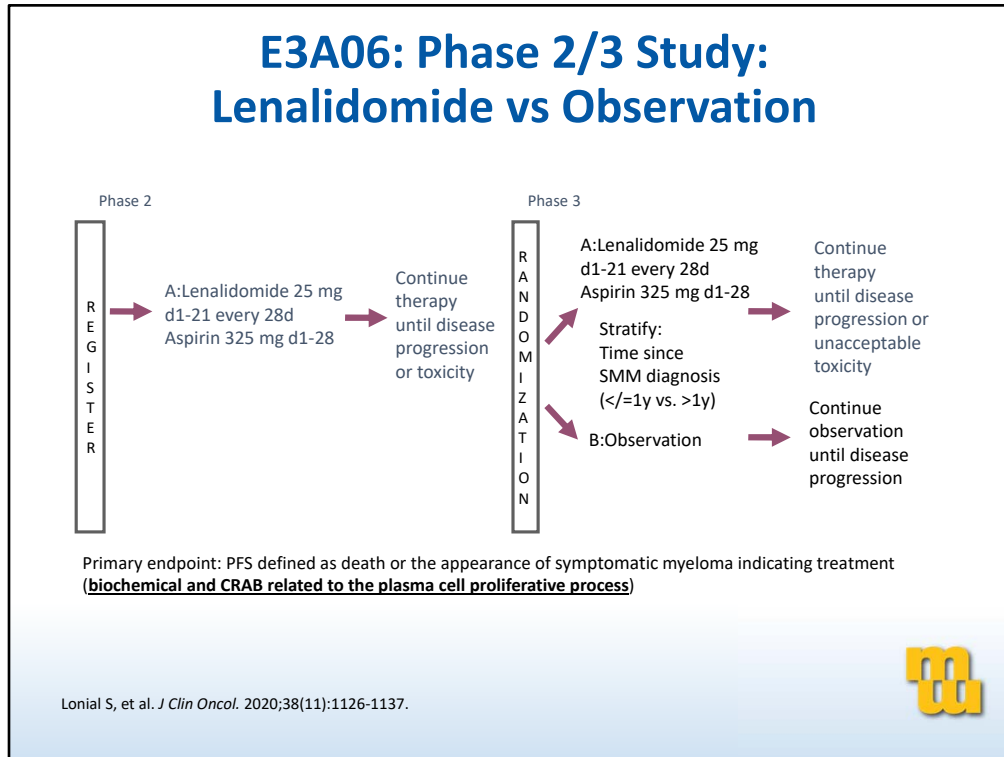 E3A06: Phase 2/3 Study:
Lenalidomide vs Observation
Phase 2
REGISTER
A:Lenalidomide 25 mg
d1-21 every 28d
Aspirin 325 mg d1-28
Continue
therapy
until disease
progression
or toxicity
Phase 3
RANDOMIZATION
A:Lenalidomide 25 mg
d1-21 every 28d
Aspirin 325 mg d1-28
Stratify:
Time since
SMM diagnosis
(</=1y vs. >1y)
B:Observation
Continue
therapy
until disease
progression or
unacceptable
toxicity
Continue
observation
until disease
progression
Primary endpoint: PFS defined as death or the appearance of symptomatic myeloma indicating treatment
(biochemical and CRAB related to the plasma cell proliferative process)
Lonial S, et al. J Clin Oncol. 2020;38(11):1126-1137.